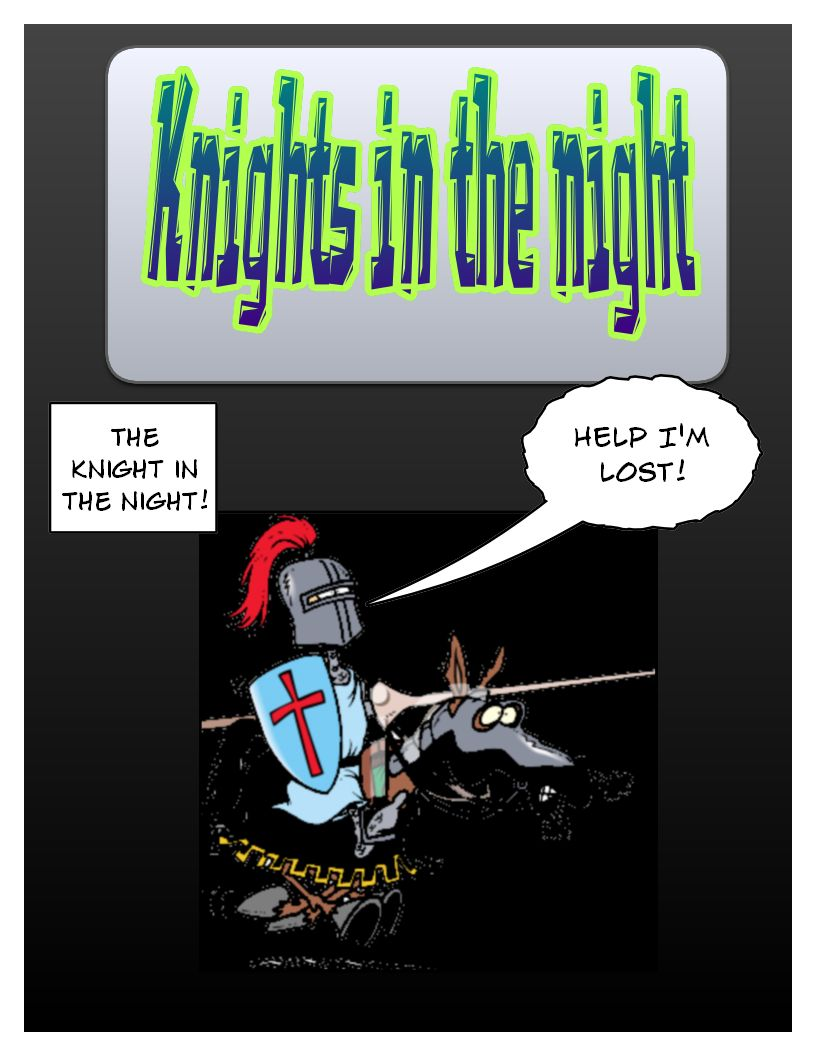 Knights in the night
THE
KNIGHT IN
THE NIGHT!
HELP I'M
LOST!